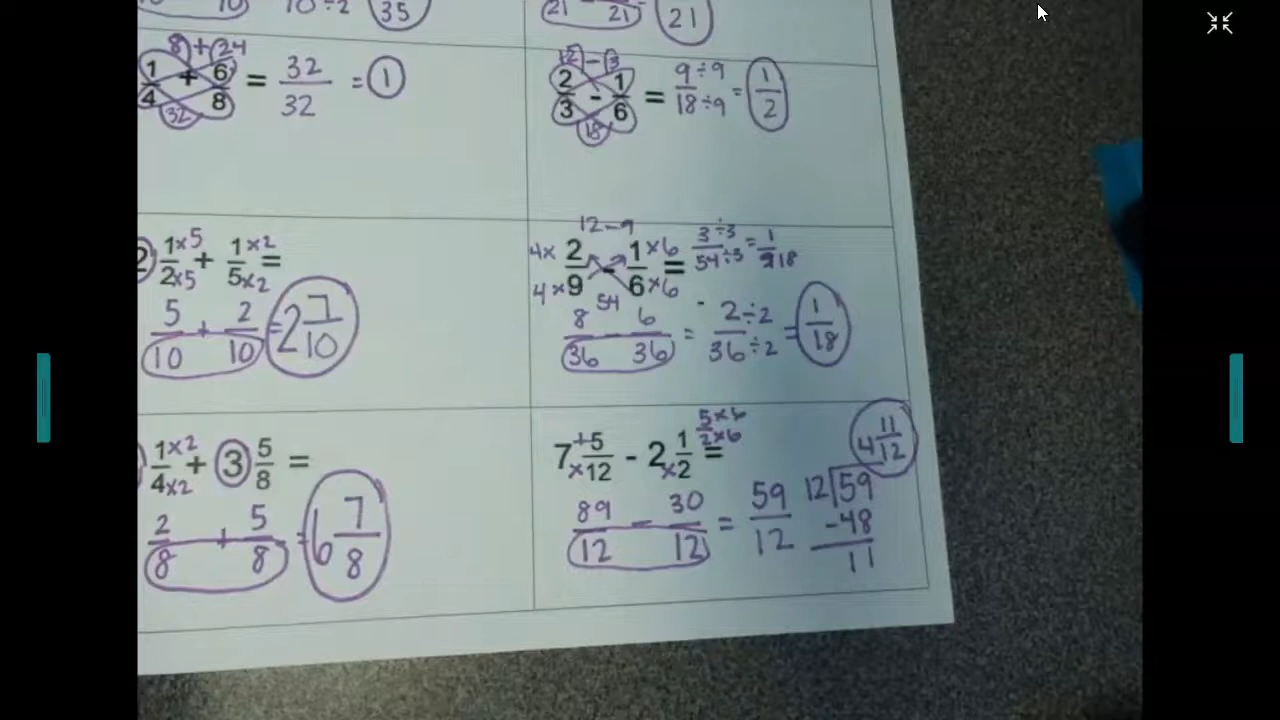 10 ÷ 2 35
21 21 21
8 + 24
1/4 + 6/8 = 32/32 = 1
32
12 - 3
2/3 - 1/6 = 9÷9/18÷9 = 1/2
18
2 1×5/2×5 + 1×2/5×2 =
5/10 + 2/10 = 2 7/10
12 - 9
4× 2/4×9 - 1×6/6×6 = 3÷3/54÷3 = 1/18
54
8/36 - 6/36 = 2÷2/36÷2 = 1/18
1×2/4×2 + 3 5/8 =
2/8 + 5/8 = 6 7/8
7 +5/×12 - 2 1/×2 = 5×6/2×6
4 11/12
89/12 - 30/12 = 59/12
12 59
-48
11